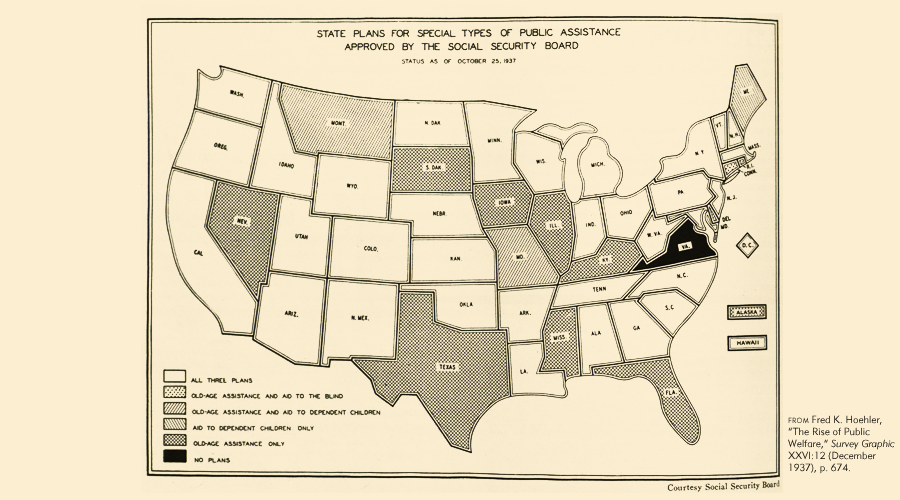 STATE PLANS FOR SPECIAL TYPES OF PUBLIC ASSISTANCE
APPROVED BY THE SOCIAL SECURITY BOARD
STATUS AS OF OCTOBER 25, 1937
WASH.
OREG.
CAL.
NEV.
IDAHO
MONT.
WYO.
UTAH
COLO.
ARIZ.
N. MEX.
N. DAK.
S. DAK.
NEBR.
KAN.
OKLA.
TEXAS
MINN.
IOWA
MO.
ARK.
LA.
WIS.
ILL.
MICH.
IND.
OHIO
KY.
TENN
MISS.
ALA
GA
FLA.
S.C.
N.C.
VA.
W. VA.
PA
N Y
VT.
N.H.
ME
MASS.
R.I.
CONN.
N.J.
DEL
MD.
D.C.
ALASKA
HAWAII
ALL THREE PLANS
OLD-AGE ASSISTANCE AND AID TO THE BLIND
OLD-AGE ASSISTANCE AND AID TO DEPENDENT CHILDREN
AID TO DEPENDENT CHILDREN ONLY
OLD-AGE ASSISTANCE ONLY
NO PLANS
Courtesy Social Security Board
FROM Fred K. Hoehler,
"The Rise of Public
Welfare," Survey Graphic
XXVI:12 (December
1937), p. 674.